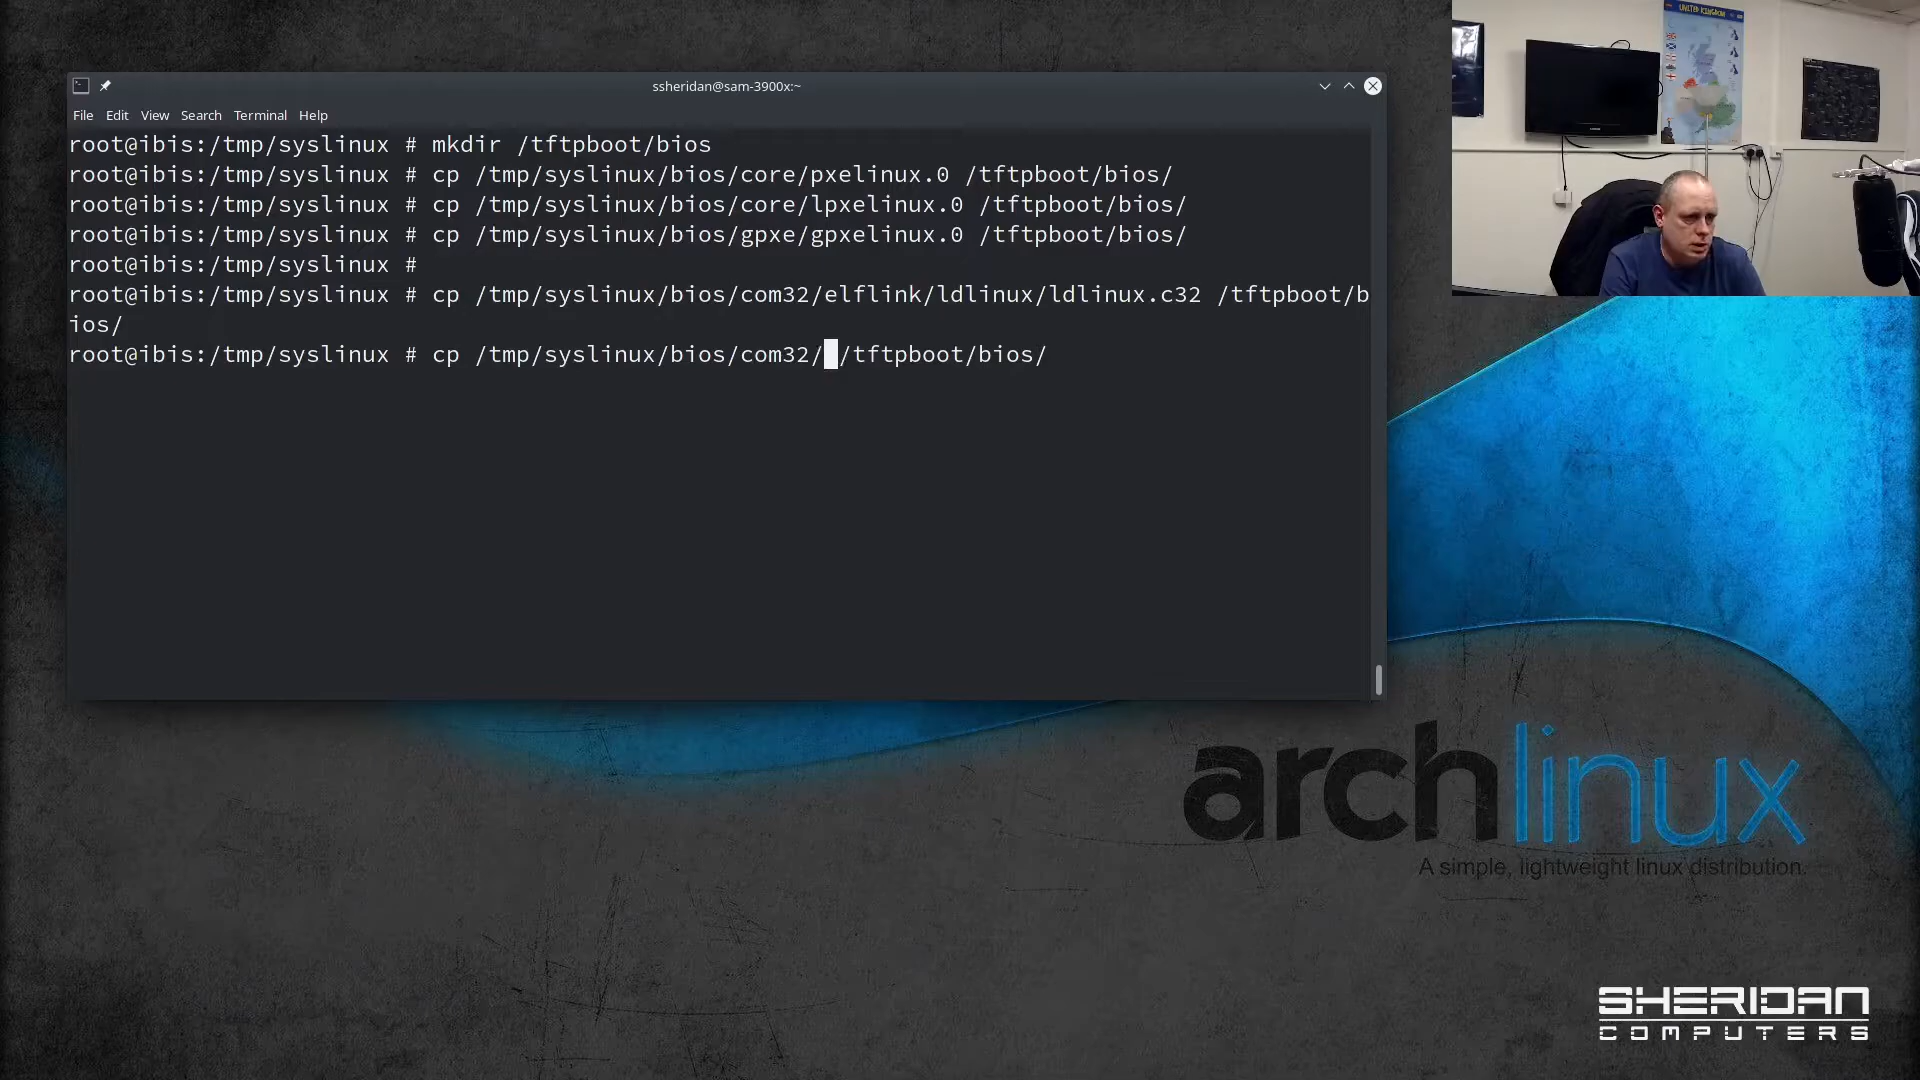 UNITED KINGDOM
ssheridan@sam-3900x:~
File Edit View Search Terminal Help
root@ibis:/tmp/syslinux # mkdir /tftpboot/bios
root@ibis:/tmp/syslinux # cp /tmp/syslinux/bios/core/pxelinux.0 /tftpboot/bios/
root@ibis:/tmp/syslinux # cp /tmp/syslinux/bios/core/lpxelinux.0 /tftpboot/bios/
root@ibis:/tmp/syslinux # cp /tmp/syslinux/bios/gpxe/gpxelinux.0 /tftpboot/bios/
root@ibis:/tmp/syslinux #
root@ibis:/tmp/syslinux # cp /tmp/syslinux/bios/com32/elflink/ldlinux/ldlinux.c32 /tftpboot/b
ios/
root@ibis:/tmp/syslinux # cp /tmp/syslinux/bios/com32/ /tftpboot/bios/
archlinux
A simple, lightweight linux distribution.
SHERIDAN
COMPUTERS